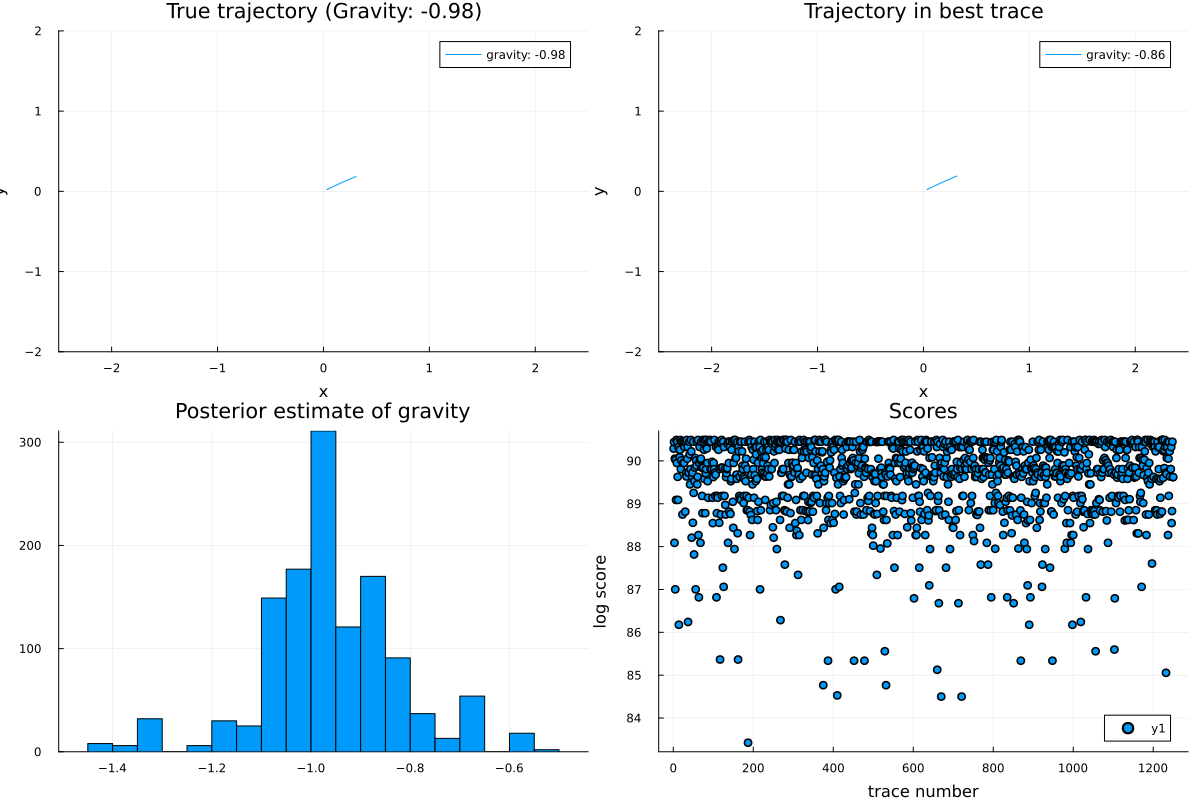 True trajectory (Gravity: -0.98)
gravity: -0.98
2
1
0
−1
−2
y
−2 −1 0 1 2
x
Trajectory in best trace
gravity: -0.86
2
1
0
−1
−2
y
−2 −1 0 1 2
x
Posterior estimate of gravity
300
200
100
0
−1.4 −1.2 −1.0 −0.8 −0.6
Scores
90
89
88
87
86
85
84
log score
y1
0 200 400 600 800 1000 1200
trace number